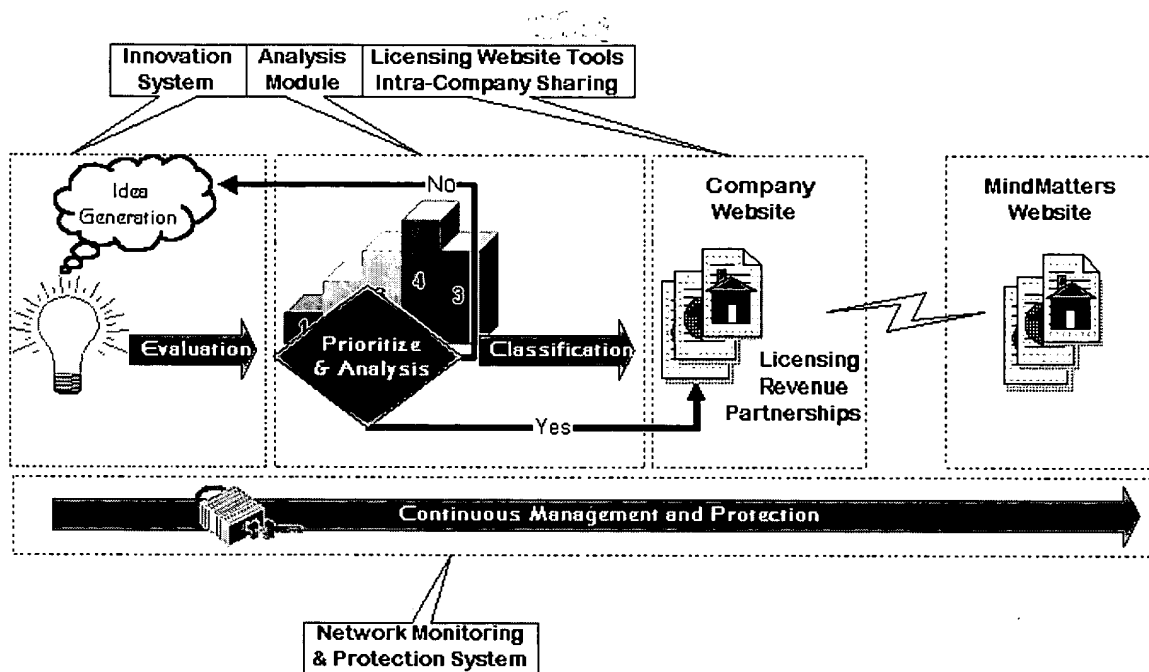 Innovation
System
Analysis
Module
Licensing Website Tools
Intra-Company Sharing
Idea
Generation
No
Company
Website
MindMatters
Website
1
4
3
Evaluation
Prioritize
& Analysis
Classification
Licensing
Revenue
Partnerships
Yes
Continuous Management and Protection
Network Monitoring
& Protection System